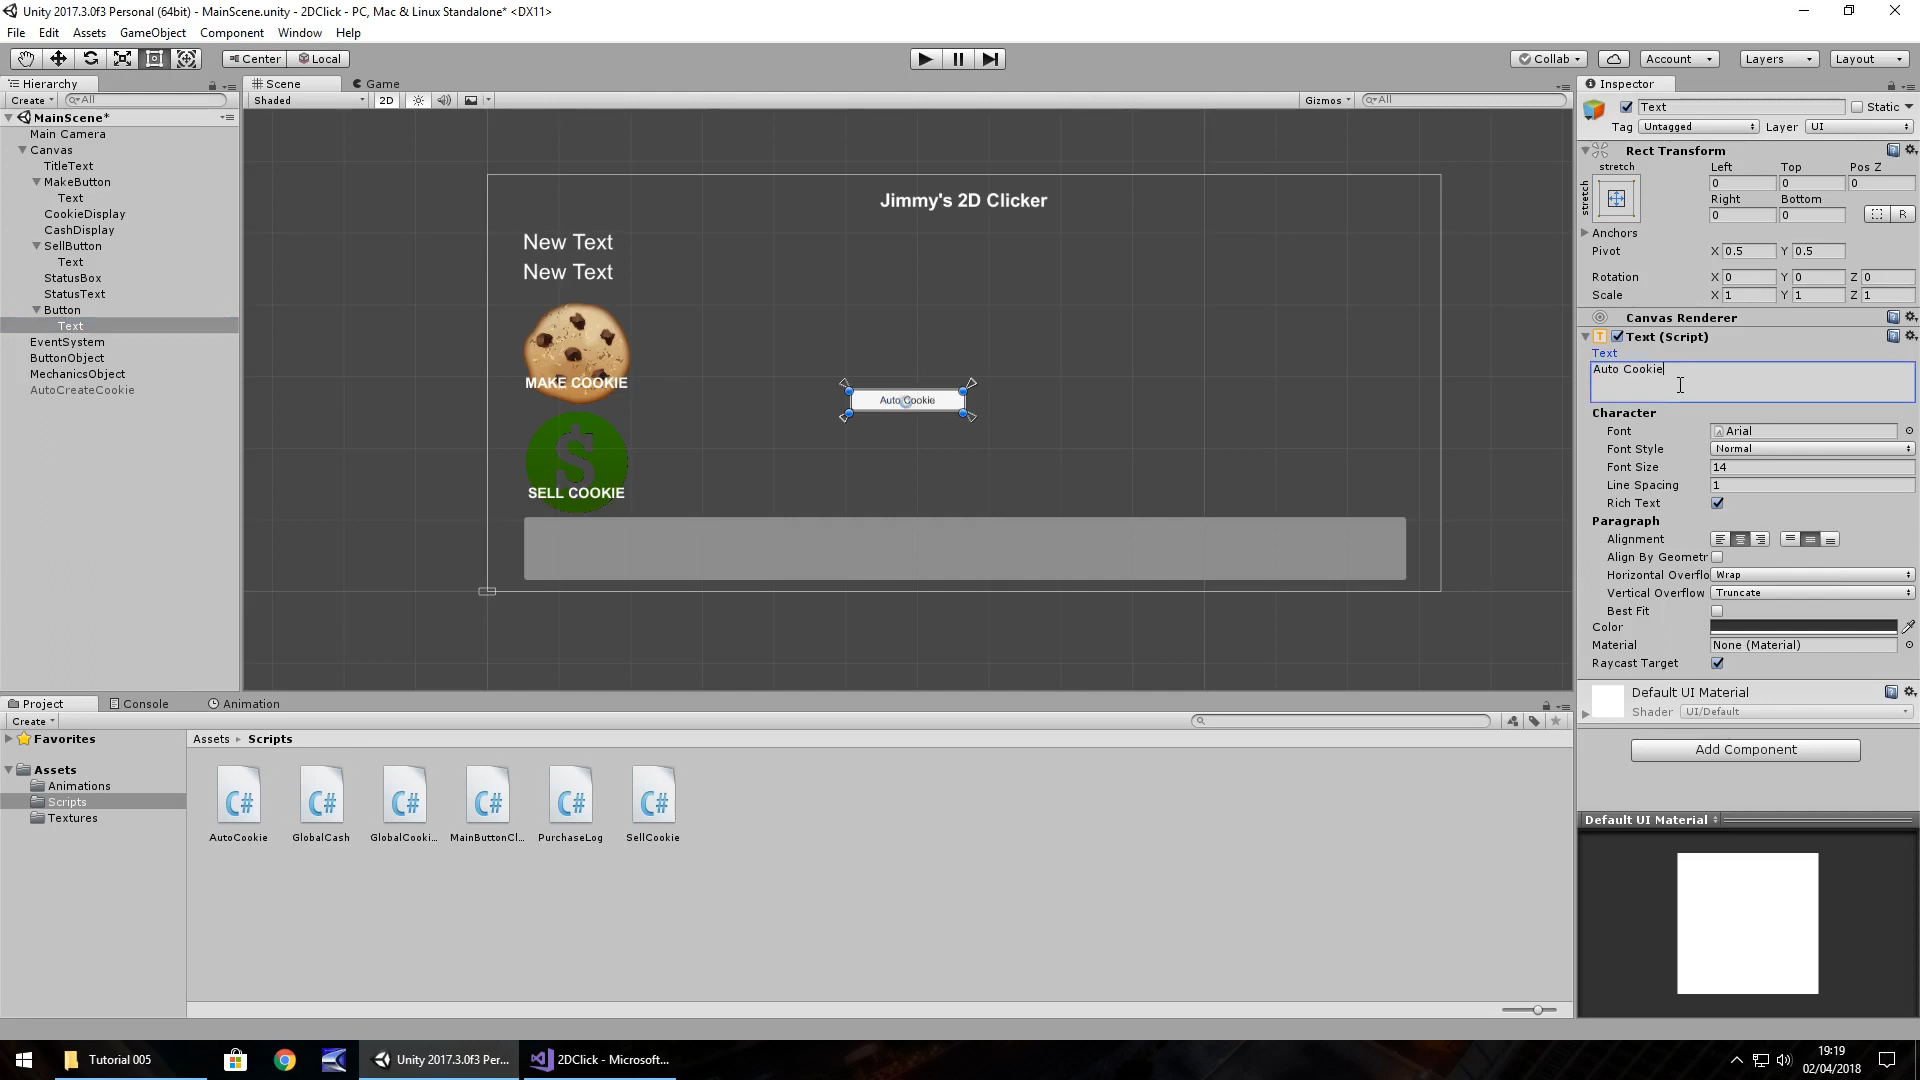 Unity 2017.3.0f3 Personal (64bit) - MainScene.unity - 2DClick - PC, Mac & Linux Standalone* <DX11>
File Edit Assets GameObject Component Window Help
Center Local
Collab Account Layers Layout
Hierarchy
Create All
MainScene*
Main Camera
Canvas
TitleText
MakeButton
Text
CookieDisplay
CashDisplay
SellButton
Text
StatusBox
StatusText
Button
Text
EventSystem
ButtonObject
MechanicsObject
AutoCreateCookie
Scene Game
Shaded 2D Gizmos All
Jimmy's 2D Clicker
New Text
New Text
MAKE COOKIE
Auto Cookie
$
SELL COOKIE
Inspector
Text Static
Tag Untagged Layer UI
Rect Transform
stretch Left Top Pos Z
stretch
0 0 0
Right Bottom
0 0 R
Anchors
Pivot X 0.5 Y 0.5
Rotation X 0 Y 0 Z 0
Scale X 1 Y 1 Z 1
Canvas Renderer
T Text (Script)
Text
Auto Cookie
Character
Font Arial
Font Style Normal
Font Size 14
Line Spacing 1
Rich Text
Paragraph
Alignment
Align By Geometr
Horizontal Overflo Wrap
Vertical Overflow Truncate
Best Fit
Color
Material None (Material)
Raycast Target
Default UI Material
Shader UI/Default
Add Component
Default UI Material
Project Console Animation
Create
Favorites
Assets
Animations
Scripts
Textures
Assets Scripts
C# C# C# C# C# C#
AutoCookie GlobalCash GlobalCooki... MainButtonCl... PurchaseLog SellCookie
Tutorial 005
Unity 2017.3.0f3 Per...
2DClick - Microsoft...
19:19
02/04/2018